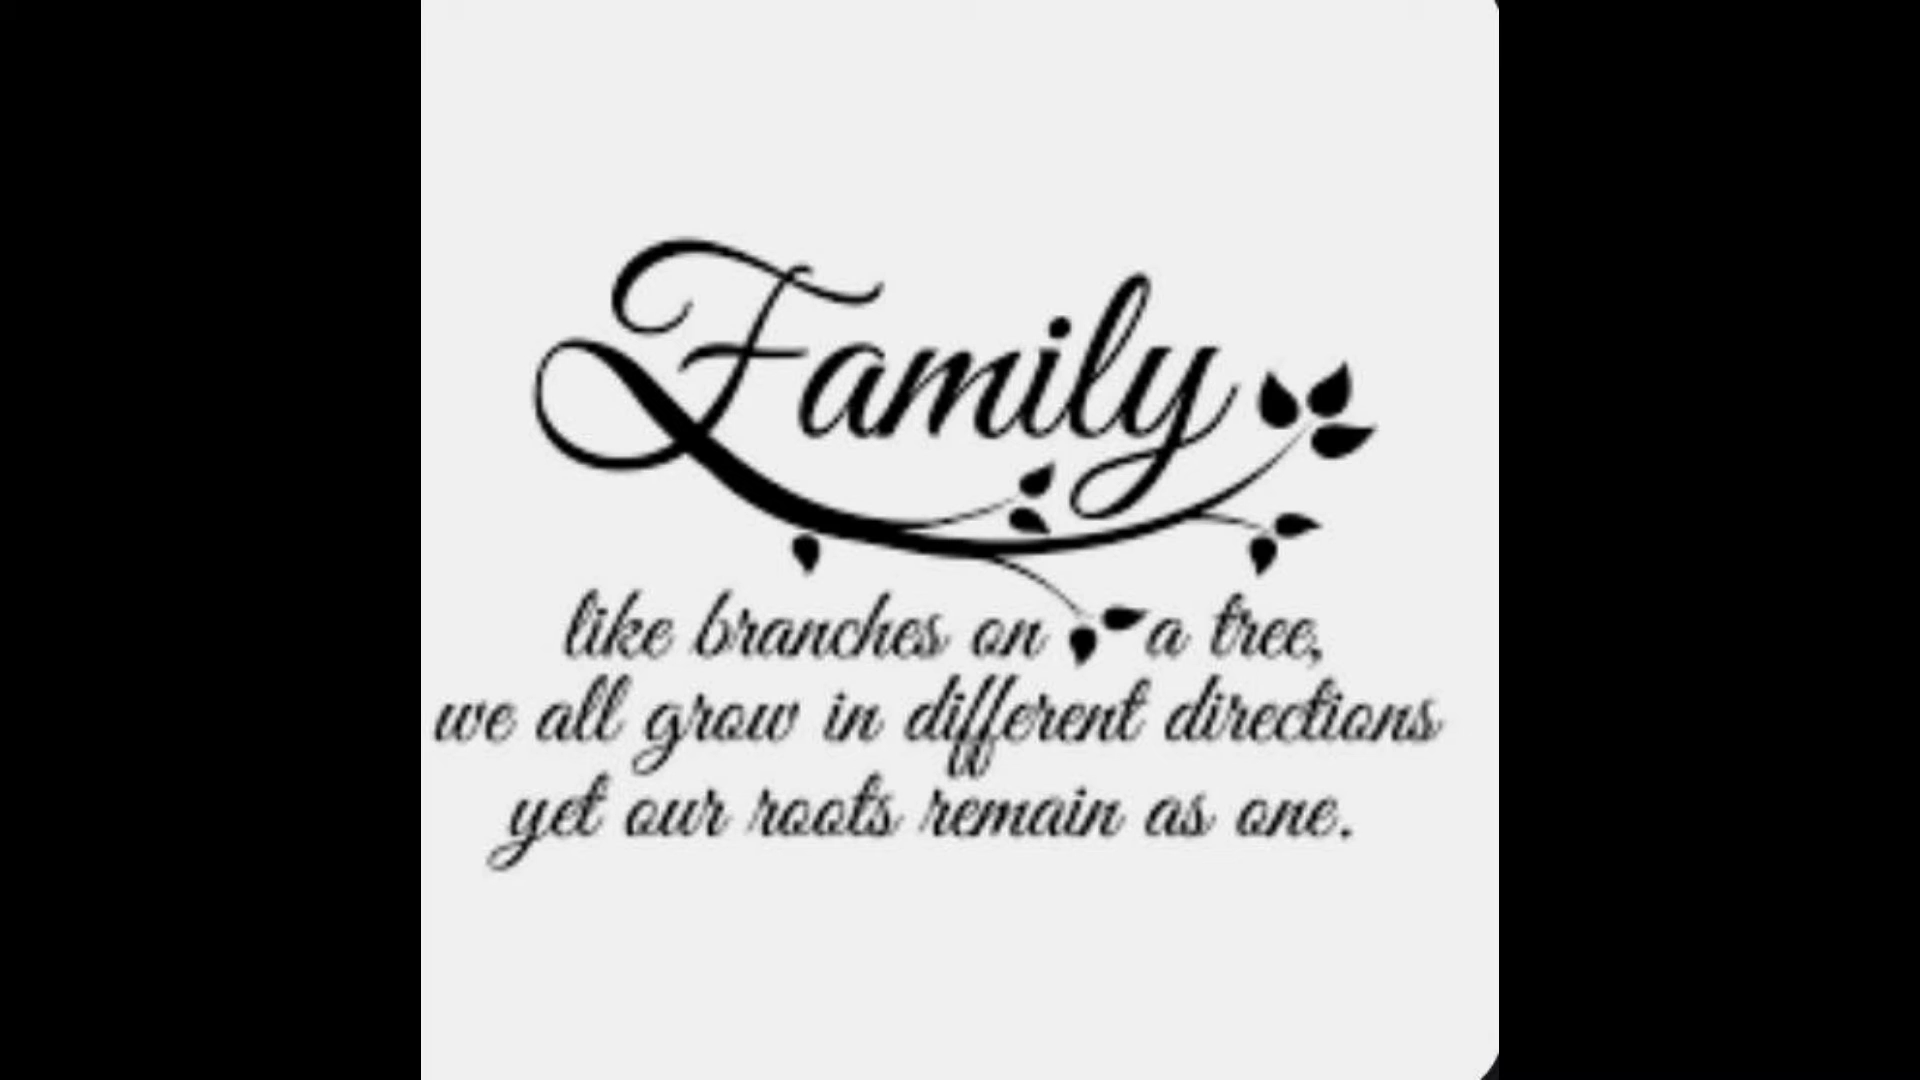 Family
like branches on a tree,
we all grow in different directions
yet our roots remain as one.